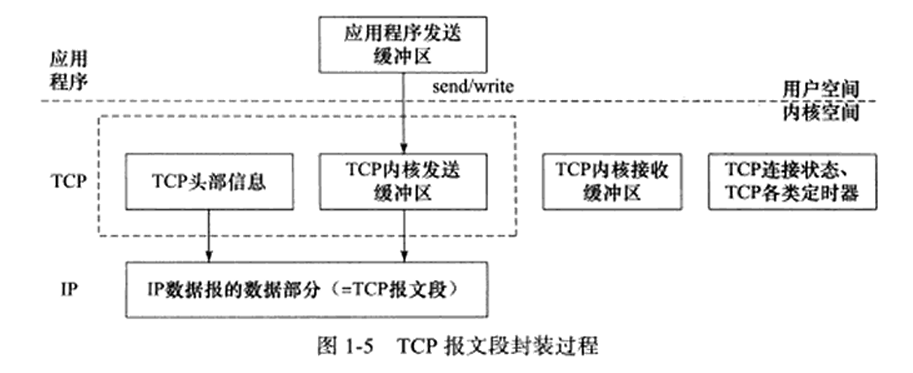 应用程序发送
缓冲区
应用
程序
send/write
用户空间
内核空间
TCP
TCP头部信息
TCP内核发送
缓冲区
TCP内核接收
缓冲区
TCP连接状态、
TCP各类定时器
IP
IP数据报的数据部分（=TCP报文段）
图 1-5 TCP 报文段封装过程